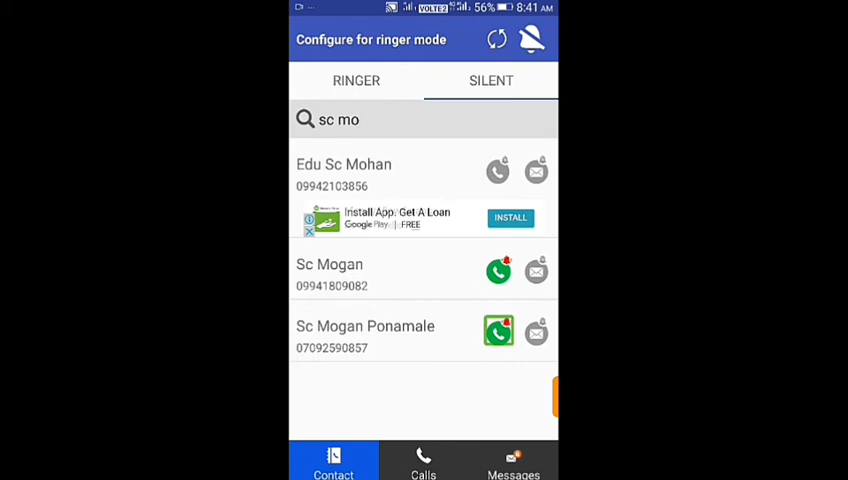 VOLTE2 56% 8:41 AM
Configure for ringer mode
RINGER SILENT
sc mo
Edu Sc Mohan
09942103856
Install App. Get A Loan
Google Play | FREE
INSTALL
Sc Mogan
09941809082
Sc Mogan Ponamale
07092590857
Contact Calls Messages